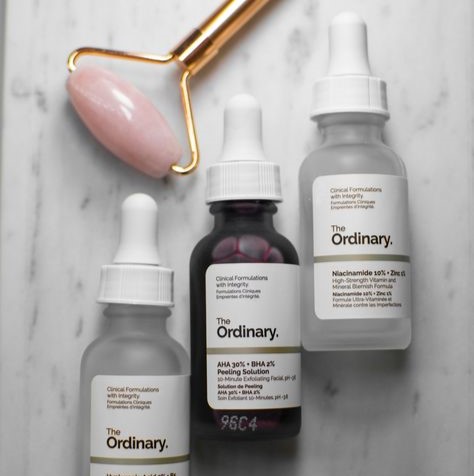 Clinical Formulations
with Integrity.
Formulations Cliniques
Empreintes d'Intégrité.
The
Ordinary.
Niacinamide 10% + Zinc 1%
High-Strength Vitamin and
Mineral Blemish Formula
Niacinamide 10% + Zinc 1%
Formule Ultra-Vitaminée et
Minérale contre les Imperfections
Clinical Formulations
with Integrity.
Formulations Cliniques
Empreintes d'Intégrité.
The
Ordinary.
AHA 30% + BHA 2%
Peeling Solution
10-Minute Exfoliating Facial, pH ~3.6
Solution de Peeling
AHA 30% + BHA 2%
Soin Exfoliant 10-Minutes, pH ~3.6
96C4
Clinical Formulations
with Integrity.
Formulations Cliniques
Empreintes d'Intégrité.
The
Ordinary.